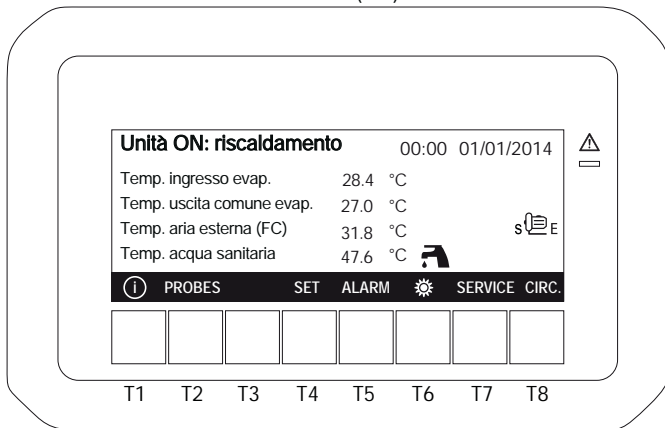 Unità ON: riscaldamento 00:00 01/01/2014
Temp. ingresso evap. 28.4 °C
Temp. uscita comune evap. 27.0 °C
Temp. aria esterna (FC) 31.8 °C
S E
Temp. acqua sanitaria 47.6 °C
i PROBES SET ALARM SERVICE CIRC.
T1 T2 T3 T4 T5 T6 T7 T8